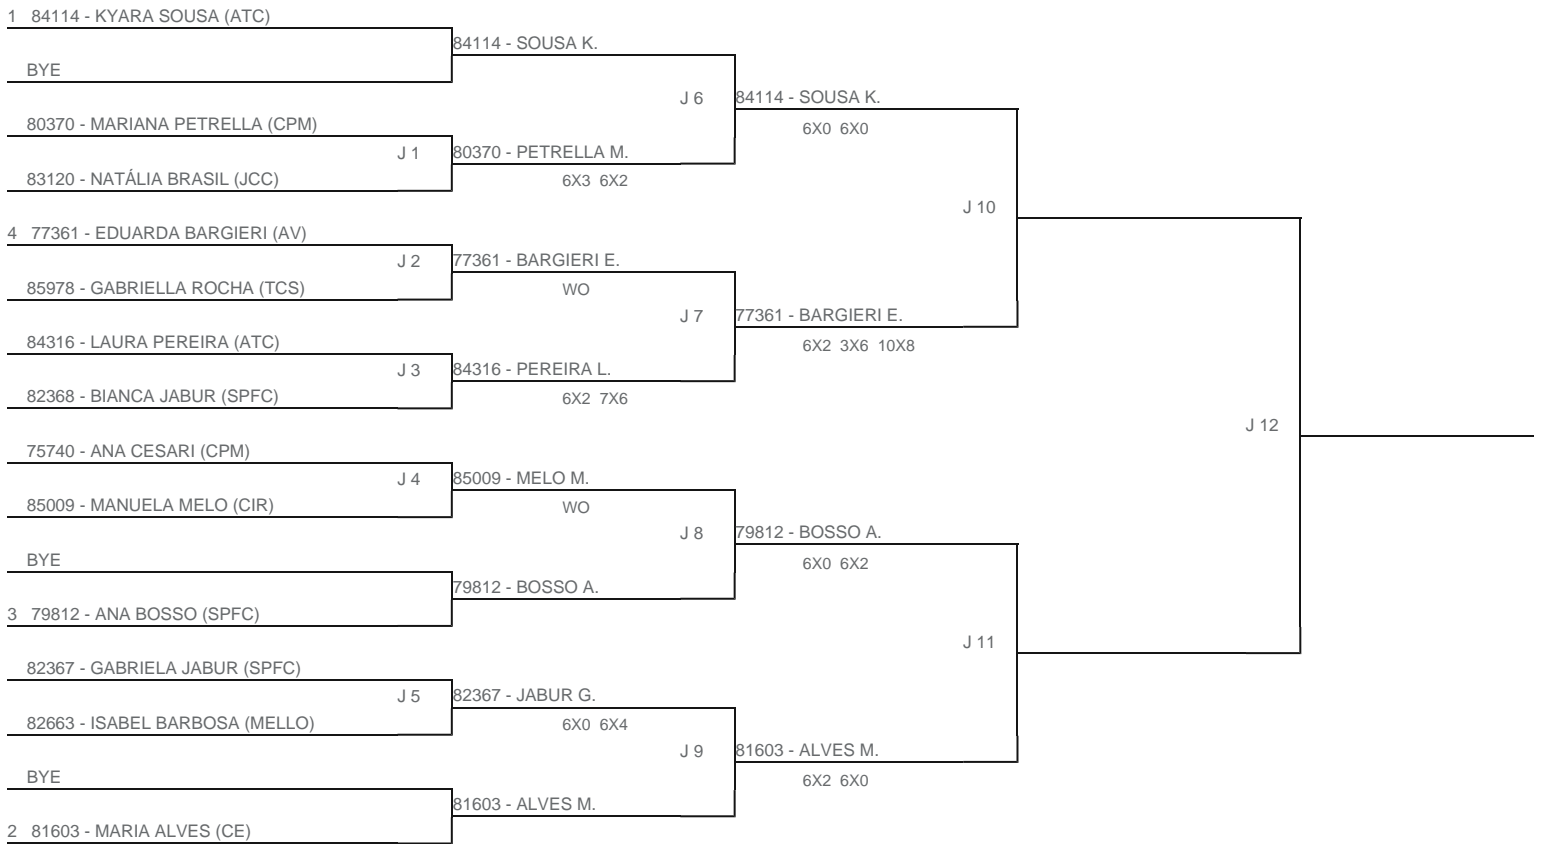 1 84114 - KYARA SOUSA (ATC)
84114 - SOUSA K.
BYE
J 6
84114 - SOUSA K.
6X0 6X0
80370 - MARIANA PETRELLA (CPM)
J 1
80370 - PETRELLA M.
6X3 6X2
83120 - NATÁLIA BRASIL (JCC)
J 10
4 77361 - EDUARDA BARGIERI (AV)
J 2
77361 - BARGIERI E.
WO
85978 - GABRIELLA ROCHA (TCS)
J 7
77361 - BARGIERI E.
6X2 3X6 10X8
84316 - LAURA PEREIRA (ATC)
J 3
84316 - PEREIRA L.
6X2 7X6
82368 - BIANCA JABUR (SPFC)
J 12
75740 - ANA CESARI (CPM)
J 4
85009 - MELO M.
WO
85009 - MANUELA MELO (CIR)
J 8
79812 - BOSSO A.
6X0 6X2
BYE
79812 - BOSSO A.
3 79812 - ANA BOSSO (SPFC)
J 11
82367 - GABRIELA JABUR (SPFC)
J 5
82367 - JABUR G.
6X0 6X4
82663 - ISABEL BARBOSA (MELLO)
J 9
81603 - ALVES M.
6X2 6X0
BYE
81603 - ALVES M.
2 81603 - MARIA ALVES (CE)